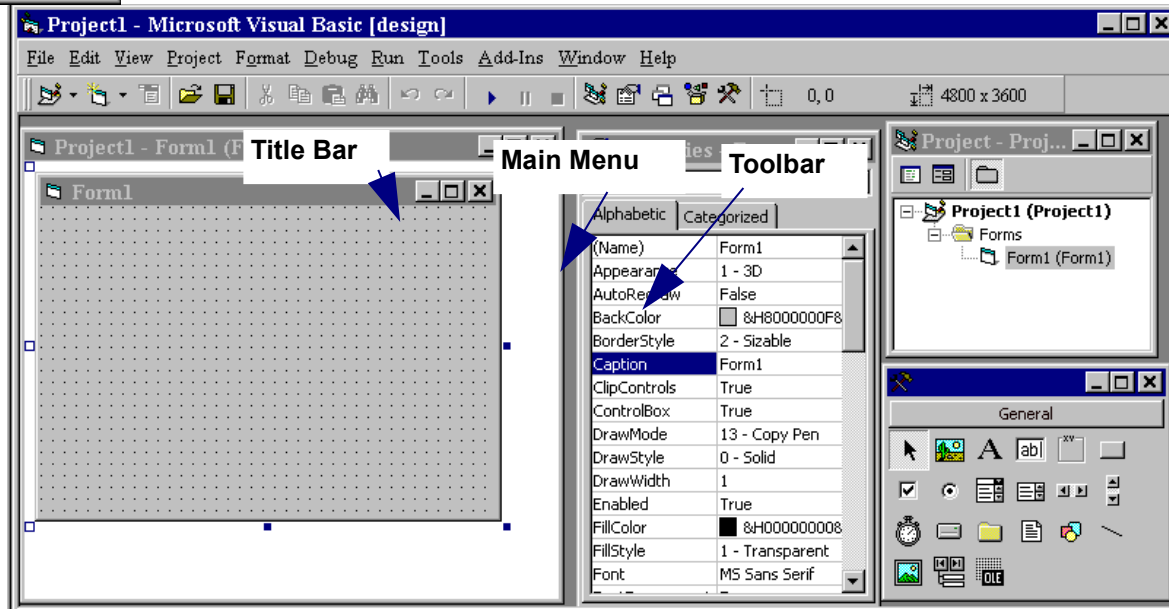 Project1 - Microsoft Visual Basic [design]
File Edit View Project Format Debug Run Tools Add-Ins Window Help
0, 0
4800 x 3600
Project1 - Form1
Title Bar
Main Menu
Toolbar
Project - Proj...
Form1
Alphabetic Categorized
(Name) Form1
Appearance 1 - 3D
AutoRedraw False
BackColor &H8000000F&
BorderStyle 2 - Sizable
Caption Form1
ClipControls True
ControlBox True
DrawMode 13 - Copy Pen
DrawStyle 0 - Solid
DrawWidth 1
Enabled True
FillColor &H00000000&
FillStyle 1 - Transparent
Font MS Sans Serif
Project1 (Project1)
Forms
Form1 (Form1)
General
A
abl
XY
OLE